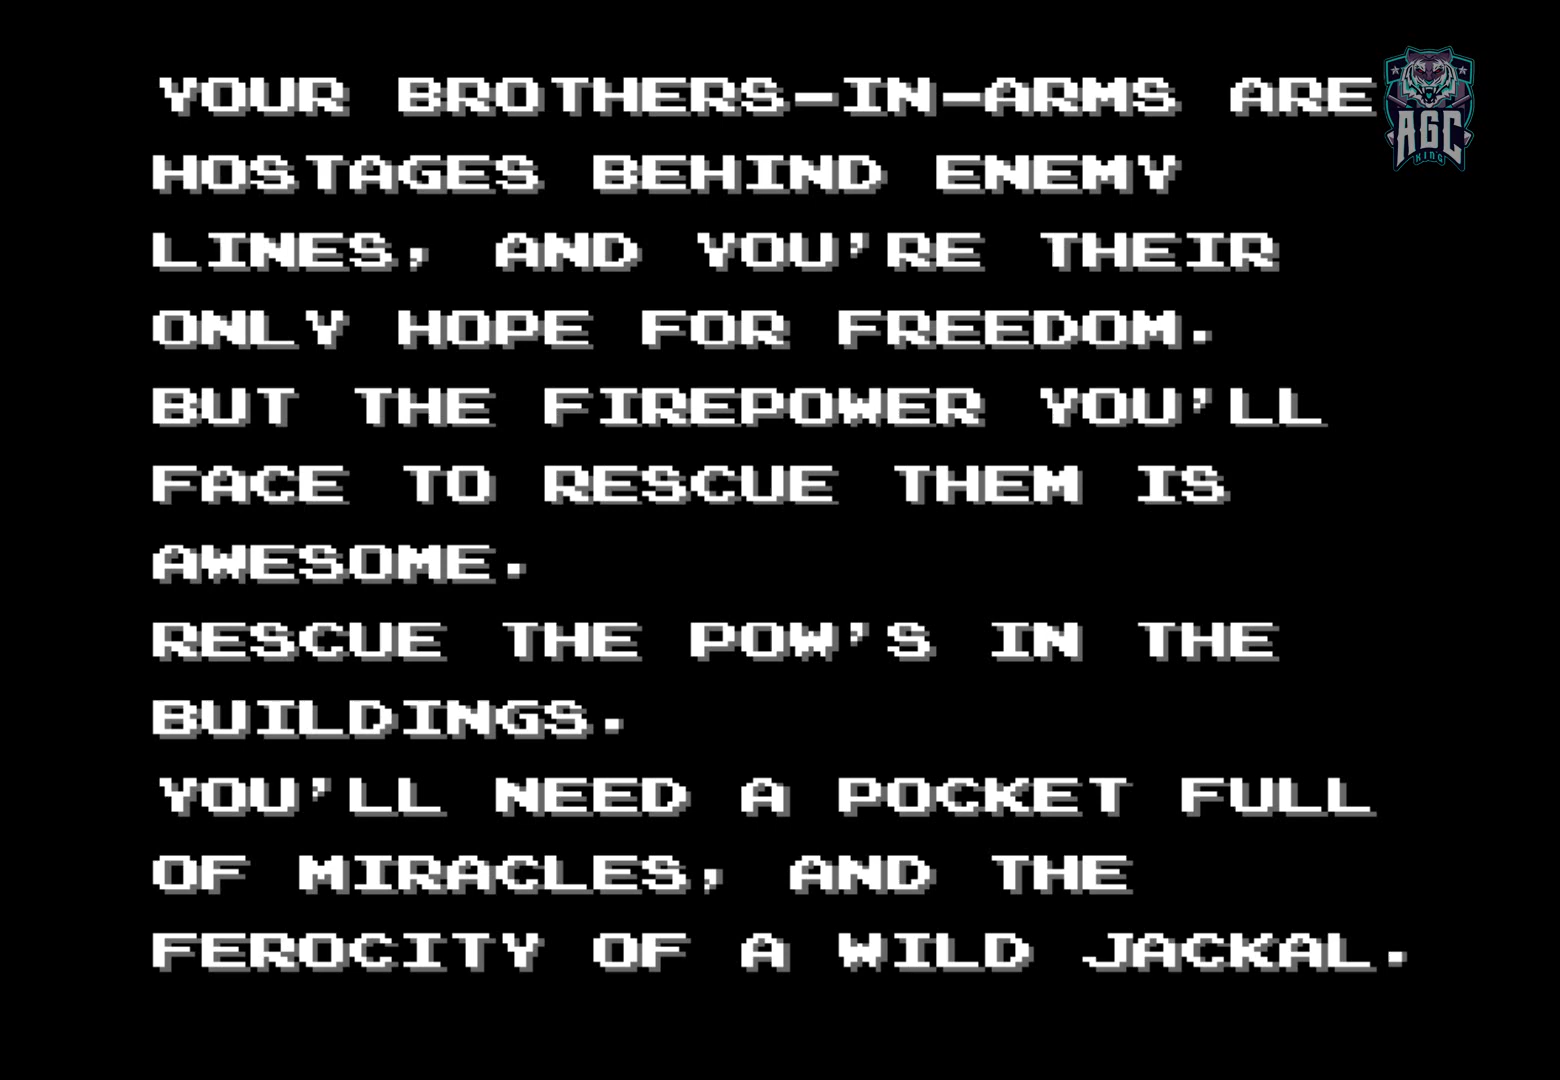 YOUR BROTHERS-IN-ARMS ARE
HOSTAGES BEHIND ENEMY
LINES, AND YOU'RE THEIR
ONLY HOPE FOR FREEDOM.
BUT THE FIREPOWER YOU'LL
FACE TO RESCUE THEM IS
AWESOME.
RESCUE THE POW'S IN THE
BUILDINGS.
YOU'LL NEED A POCKET FULL
OF MIRACLES, AND THE
FEROCITY OF A WILD JACKAL.
AGC
KING